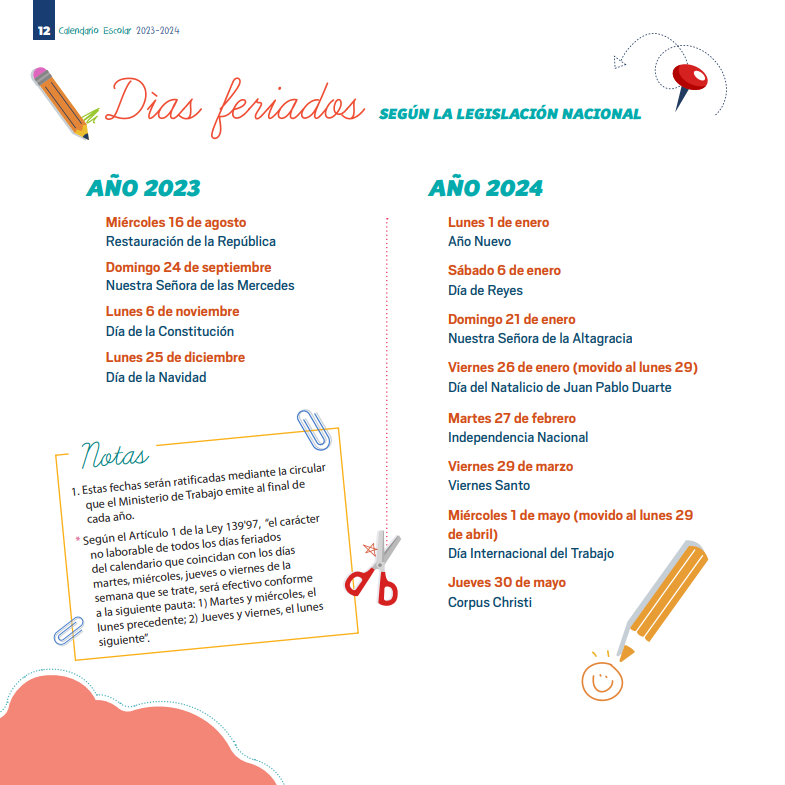 12 Calendario Escolar 2023-2024
Dìas feriados SEGÚN LA LEGISLACIÓN NACIONAL
AÑO 2023
Miércoles 16 de agosto
Restauración de la República
Domingo 24 de septiembre
Nuestra Señora de las Mercedes
Lunes 6 de noviembre
Día de la Constitución
Lunes 25 de diciembre
Día de la Navidad
Notas
1. Estas fechas serán ratificadas mediante la circular
que el Ministerio de Trabajo emite al final de
cada año.
* Según el Artículo 1 de la Ley 139'97, “el carácter
no laborable de todos los días feriados
del calendario que coincidan con los días
martes, miércoles, jueves o viernes de la
semana que se trate, será efectivo conforme
a la siguiente pauta: 1) Martes y miércoles, el
lunes precedente; 2) Jueves y viernes, el lunes
siguiente”.
AÑO 2024
Lunes 1 de enero
Año Nuevo
Sábado 6 de enero
Día de Reyes
Domingo 21 de enero
Nuestra Señora de la Altagracia
Viernes 26 de enero (movido al lunes 29)
Día del Natalicio de Juan Pablo Duarte
Martes 27 de febrero
Independencia Nacional
Viernes 29 de marzo
Viernes Santo
Miércoles 1 de mayo (movido al lunes 29
de abril)
Día Internacional del Trabajo
Jueves 30 de mayo
Corpus Christi